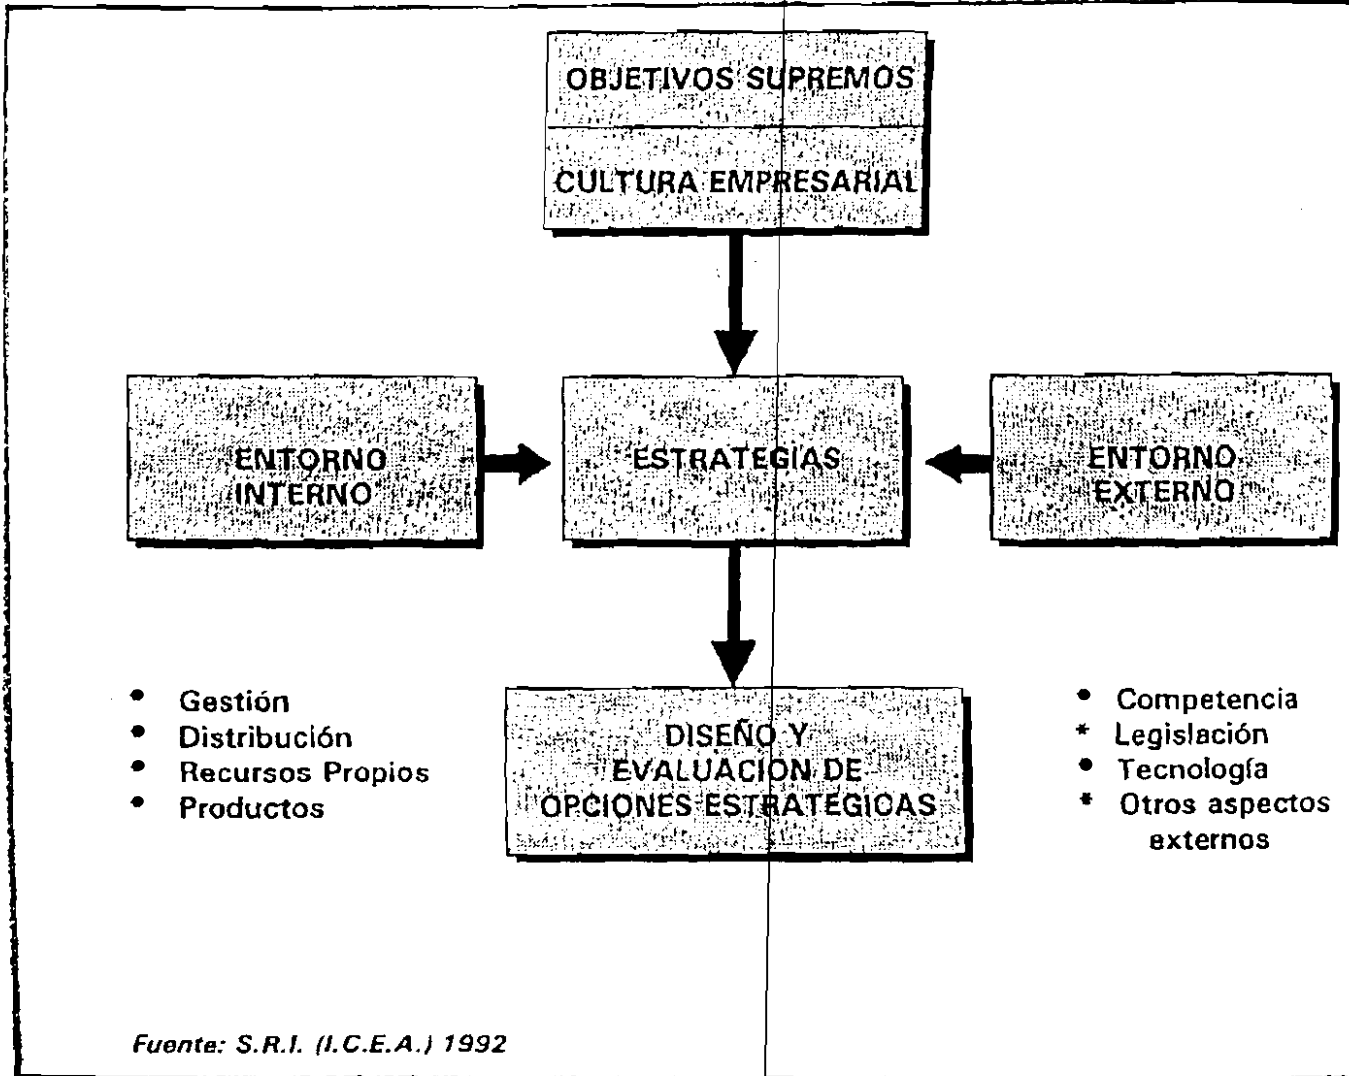 OBJETIVOS SUPREMOS
CULTURA EMPRESARIAL
ENTORNO
INTERNO
ESTRATEGIAS
ENTORNO
EXTERNO
• Gestión
• Distribución
• Recursos Propios
• Productos
DISEÑO Y
EVALUACION DE
OPCIONES ESTRATEGICAS
• Competencia
* Legislación
• Tecnología
* Otros aspectos
externos
Fuente: S.R.I. (I.C.E.A.) 1992